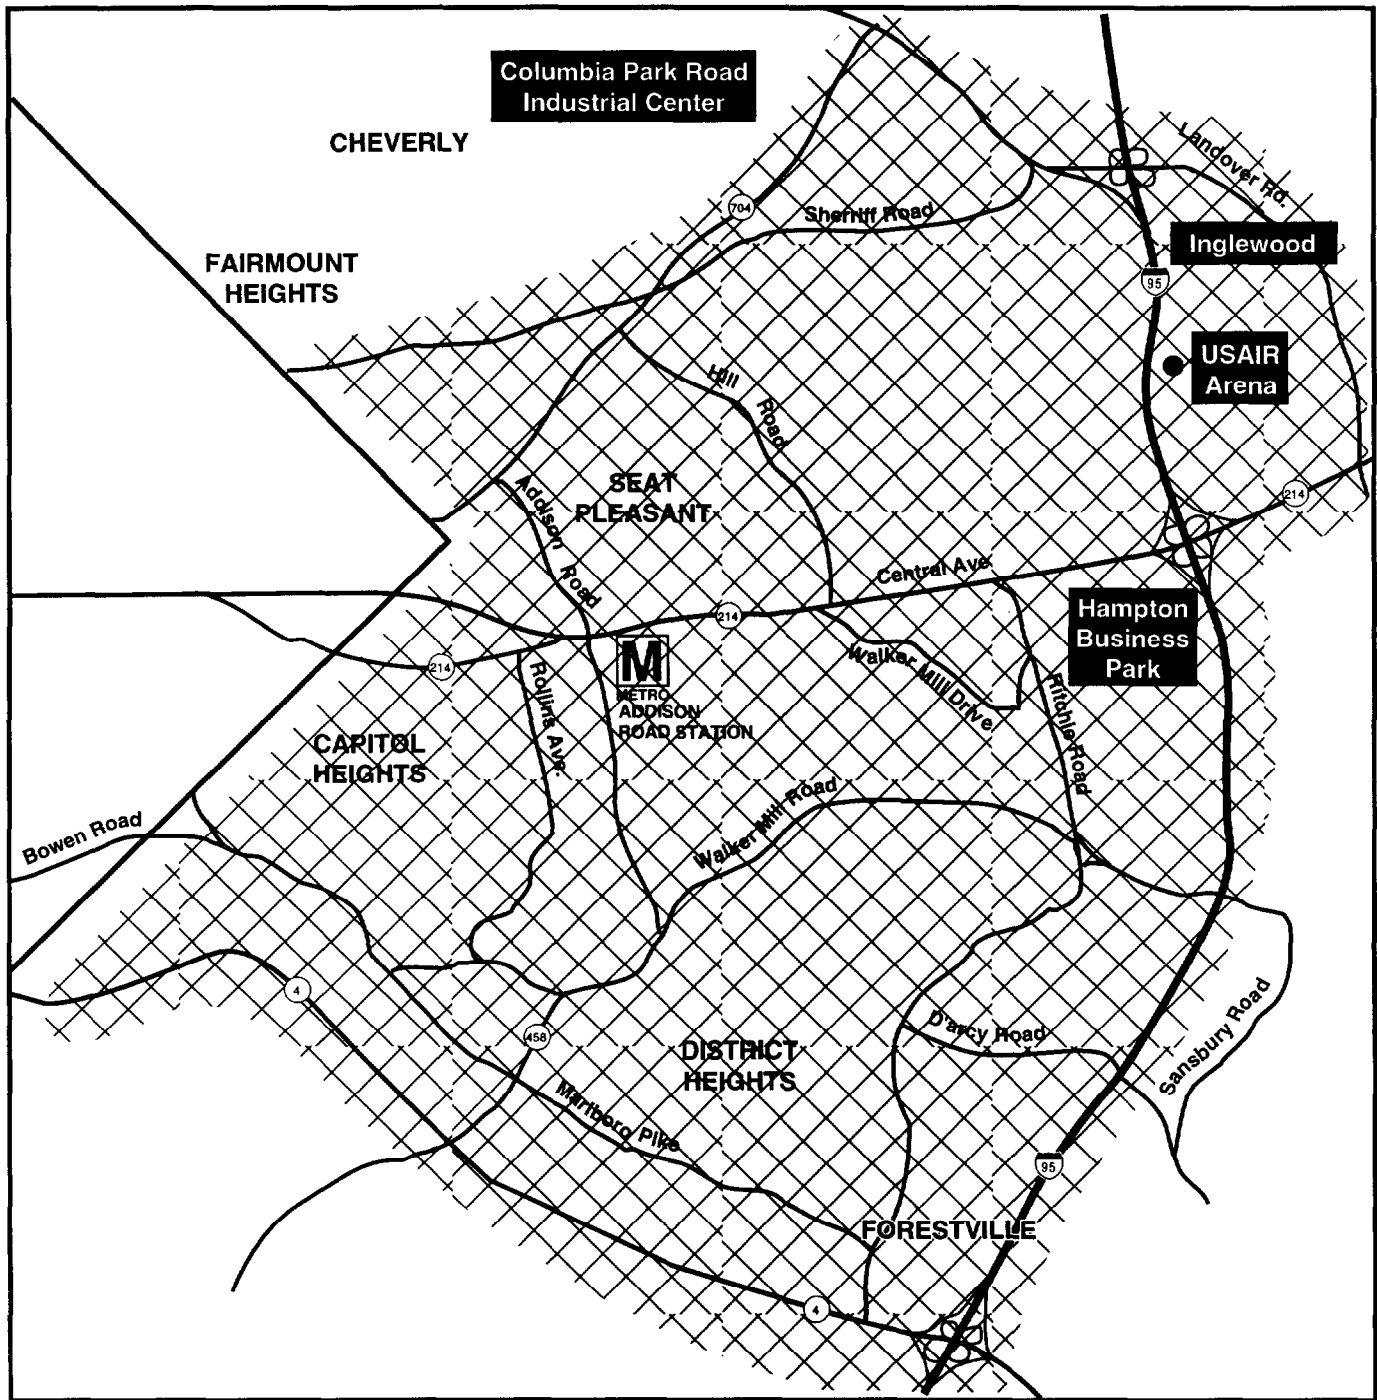 Columbia Park Road
Industrial Center
CHEVERLY
Landover Rd.
704
Sherriff Road
Inglewood
FAIRMOUNT
HEIGHTS
95
USAIR
Arena
Hill
Road
SEAT
PLEASANT
Addison
Road
214
Central Ave
214
Hampton
Business
Park
M
METRO
ADDISON
ROAD STATION
214
Rollins Ave.
Walker Mill Drive
Ritchie Road
CAPITOL
HEIGHTS
Walker Mill Road
Bowen Road
4
458
D'arcy Road
Sansbury Road
DISTRICT
HEIGHTS
Marlboro Pike
95
FORESTVILLE
4